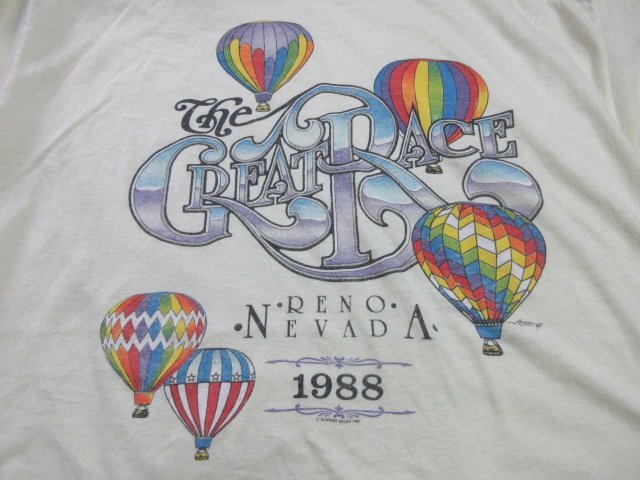 The
GREAT RACE
RENO
NEVADA
1988